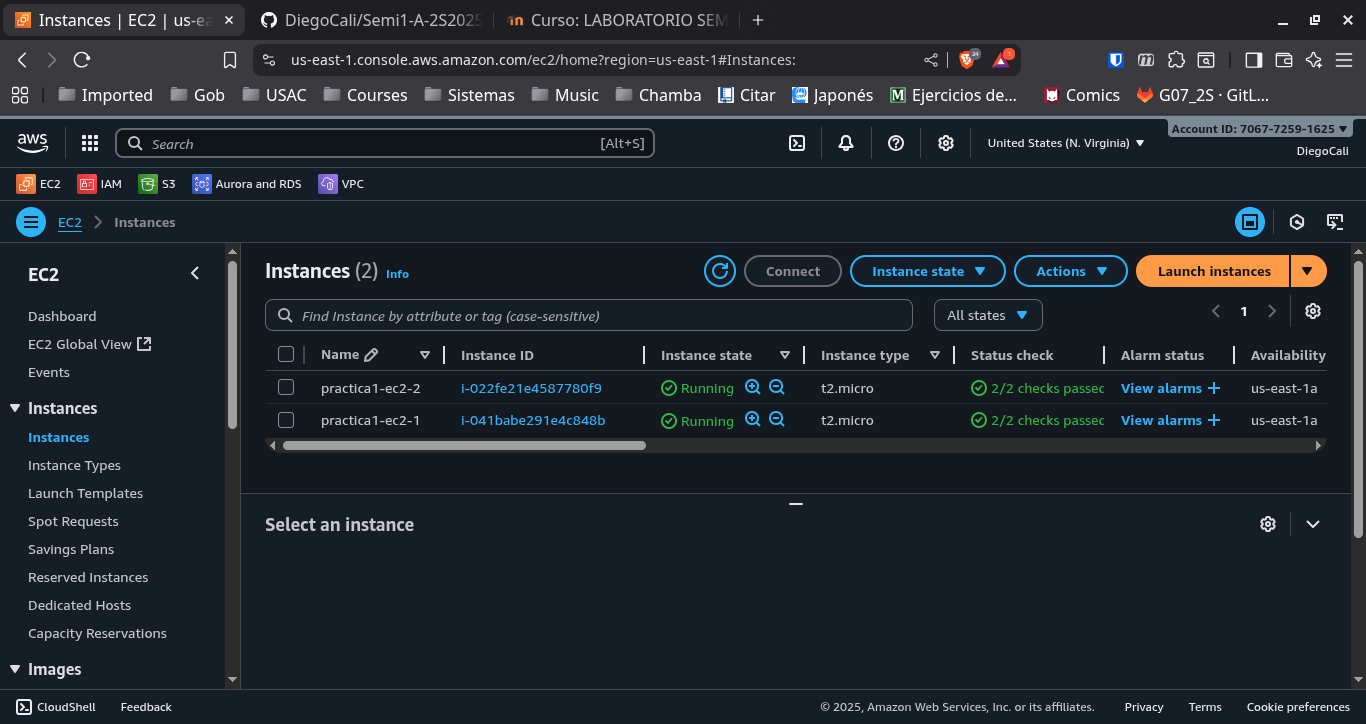 Instances | EC2 | us-ea
DiegoCali/Semi1-A-2S2025
Curso: LABORATORIO SEM
us-east-1.console.aws.amazon.com/ec2/home?region=us-east-1#Instances:
24
1
Imported
Gob
USAC
Courses
Sistemas
Music
Chamba
Citar
Japonés
Ejercicios de...
Comics
G07_2S · GitL...
aws
Search
[Alt+S]
United States (N. Virginia)
Account ID: 7067-7259-1625
DiegoCali
EC2
IAM
S3
Aurora and RDS
VPC
EC2
Instances
EC2
Dashboard
EC2 Global View
Events
Instances
Instances
Instance Types
Launch Templates
Spot Requests
Savings Plans
Reserved Instances
Dedicated Hosts
Capacity Reservations
Images
Instances (2) Info
Connect
Instance state
Actions
Launch instances
Find Instance by attribute or tag (case-sensitive)
All states
1
Name Instance ID Instance state Instance type Status check Alarm status Availability
practica1-ec2-2 i-022fe21e4587780f9 Running t2.micro 2/2 checks passed View alarms + us-east-1a
practica1-ec2-1 i-041babe291e4c848b Running t2.micro 2/2 checks passed View alarms + us-east-1a
Select an instance
CloudShell
Feedback
© 2025, Amazon Web Services, Inc. or its affiliates.
Privacy
Terms
Cookie preferences